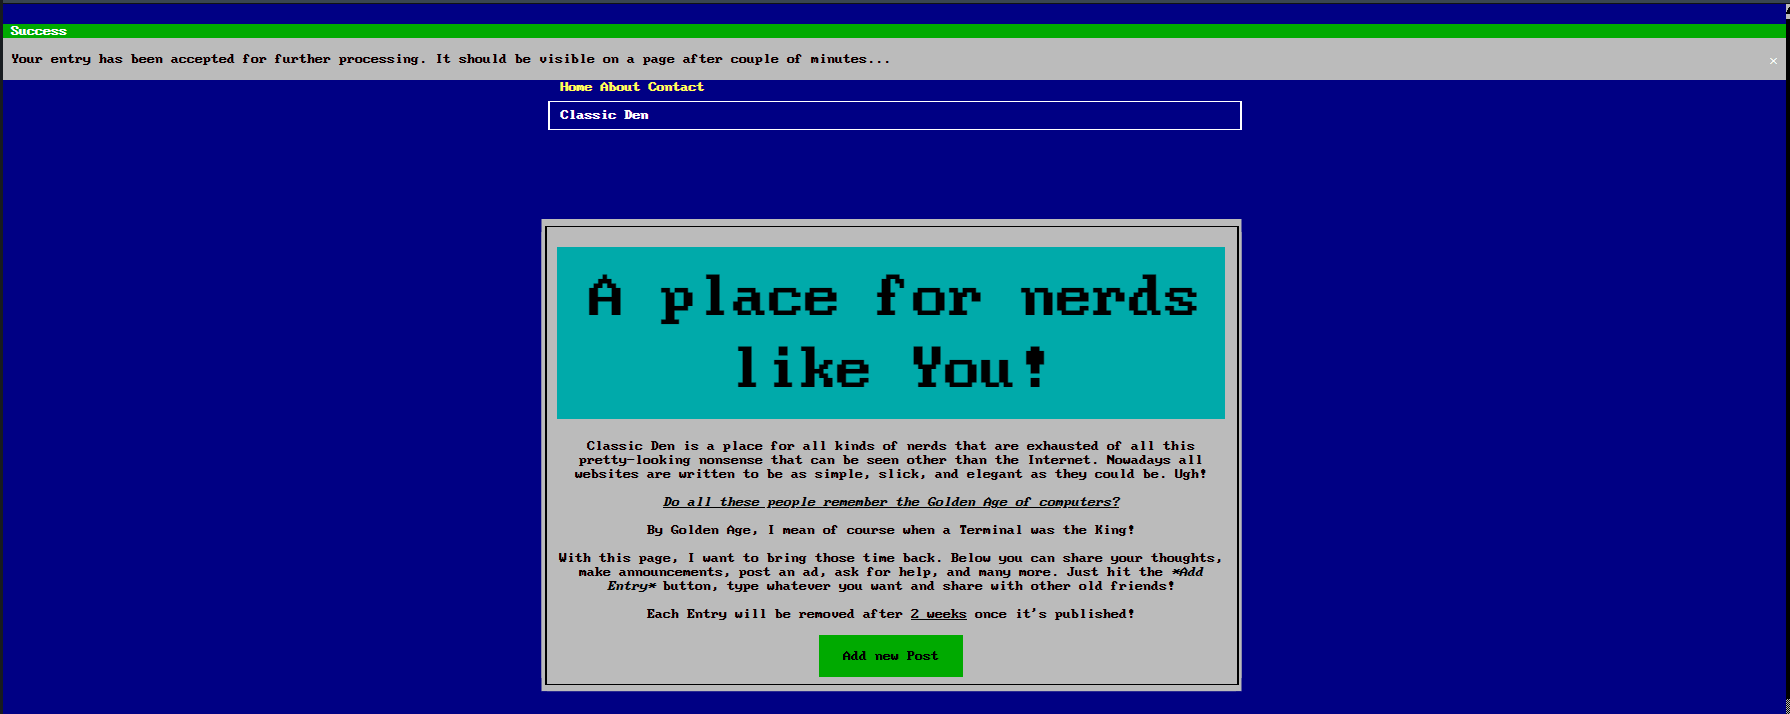 Success
Your entry has been accepted for further processing. It should be visible on a page after couple of minutes...
×
Home About Contact
Classic Den
A place for nerds
like You!
Classic Den is a place for all kinds of nerds that are exhausted of all this
pretty-looking nonsense that can be seen other than the Internet. Nowadays all
websites are written to be as simple, slick, and elegant as they could be. Ugh!
Do all these people remember the Golden Age of computers?
By Golden Age, I mean of course when a Terminal was the King!
With this page, I want to bring those time back. Below you can share your thoughts,
make announcements, post an ad, ask for help, and many more. Just hit the *Add
Entry* button, type whatever you want and share with other old friends!
Each Entry will be removed after 2 weeks once it's published!
Add new Post